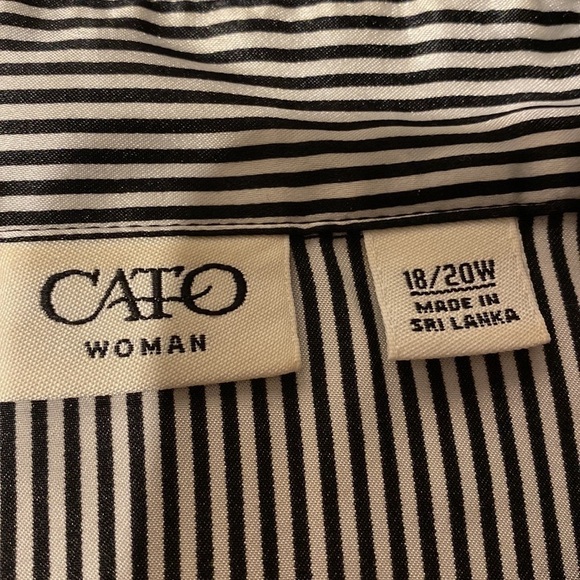 CATO
WOMAN
18/20W
MADE IN
SRI LANKA